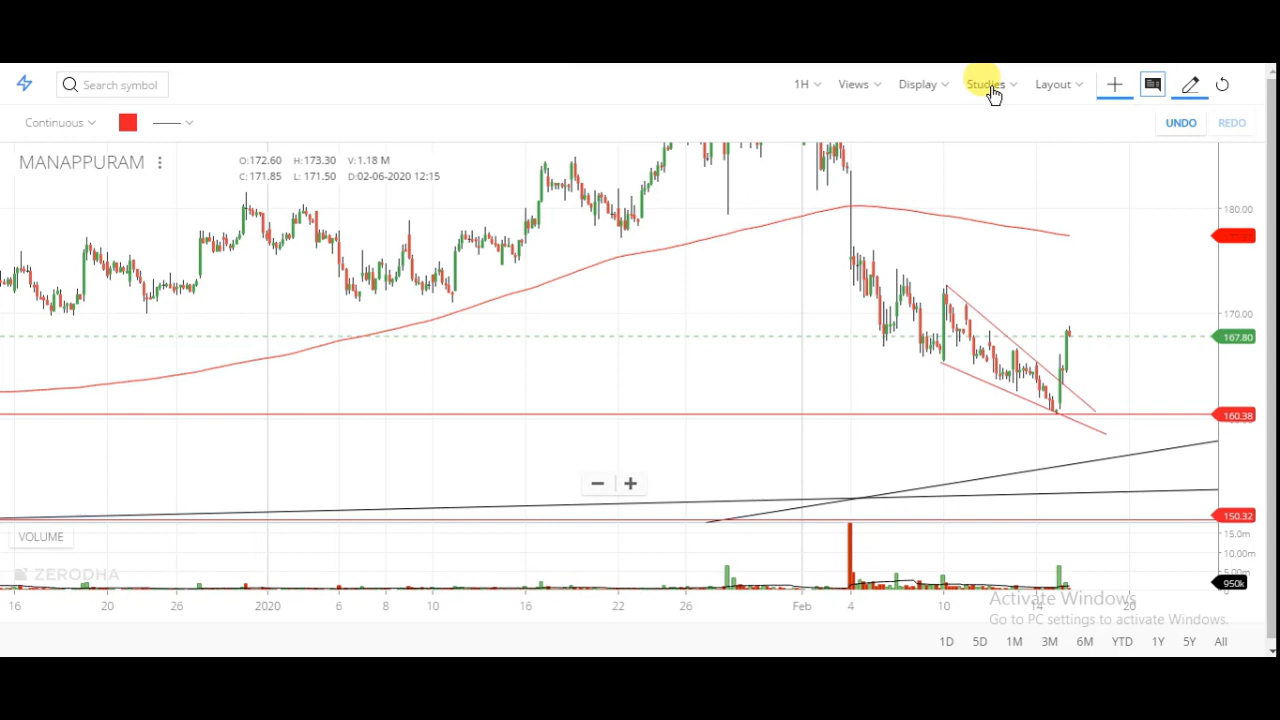 Search symbol
1H Views Display Studies Layout
Continuous UNDO REDO
MANAPPURAM
O:172.60 H:173.30 V:1.18 M
C:171.85 L: 171.50 D:02-06-2020 12:15
180.00
170.00
167.80
160.38
150.32
VOLUME
15.0m
10.00m
5.00m
950k
ZERODHA
16 20 26 2020 6 8 10 16 22 26 Feb 4 10 14 20
Activate Windows
Go to PC settings to activate Windows.
1D 5D 1M 3M 6M YTD 1Y 5Y All